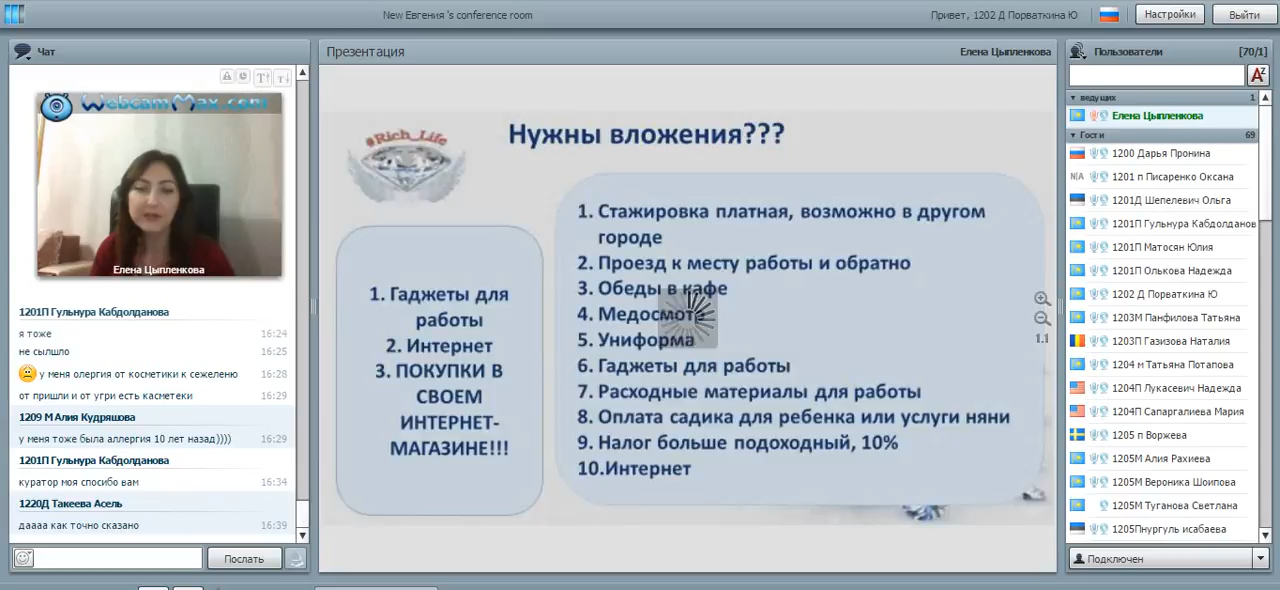 New Евгения 's conference room
Привет, 1202 Д Порваткина Ю
Настройки
Выйти
Чат
WebcamMax.com
Елена Цыпленкова
1201П Гульнура Кабдолданова
я тоже 16:24
не сылшло 16:25
у меня олергия от косметики к сежелению 16:28
от пришли и от угри есть касметеки 16:29
1209 М Алия Кудряшова
у меня тоже была аллергия 10 лет назад)))) 16:29
1201П Гульнура Кабдолданова
куратор моя спосибо вам 16:34
1220Д Такеева Асель
даааа как точно сказано 16:39
Послать
Презентация
Елена Цыпленкова
@Rich_Life
Нужны вложения???
1. Гаджеты для
работы
2. Интернет
3. ПОКУПКИ В
СВОЕМ
ИНТЕРНЕТ-
МАГАЗИНЕ!!!
1. Стажировка платная, возможно в другом
городе
2. Проезд к месту работы и обратно
3. Обеды в кафе
4. Медосмотр
5. Униформа
6. Гаджеты для работы
7. Расходные материалы для работы
8. Оплата садика для ребенка или услуги няни
9. Налог больше подоходный, 10%
10.Интернет
1:1
Пользователи
[70/1]
ведущих 1
Елена Цыпленкова
Гости 69
1200 Дарья Пронина
N/A 1201 п Писаренко Оксана
1201Д Шепелевич Ольга
1201П Гульнура Кабдолданов
1201П Матосян Юлия
1201П Олькова Надежда
1202 Д Порваткина Ю
1203М Панфилова Татьяна
1203П Газизова Наталия
1204 м Татьяна Потапова
1204П Лукасевич Надежда
1204П Сапаргалиева Мария
1205 п Воржева
1205М Алия Рахиева
1205М Вероника Шоипова
1205М Туганова Светлана
1205Пнургуль исабаева
Подключен